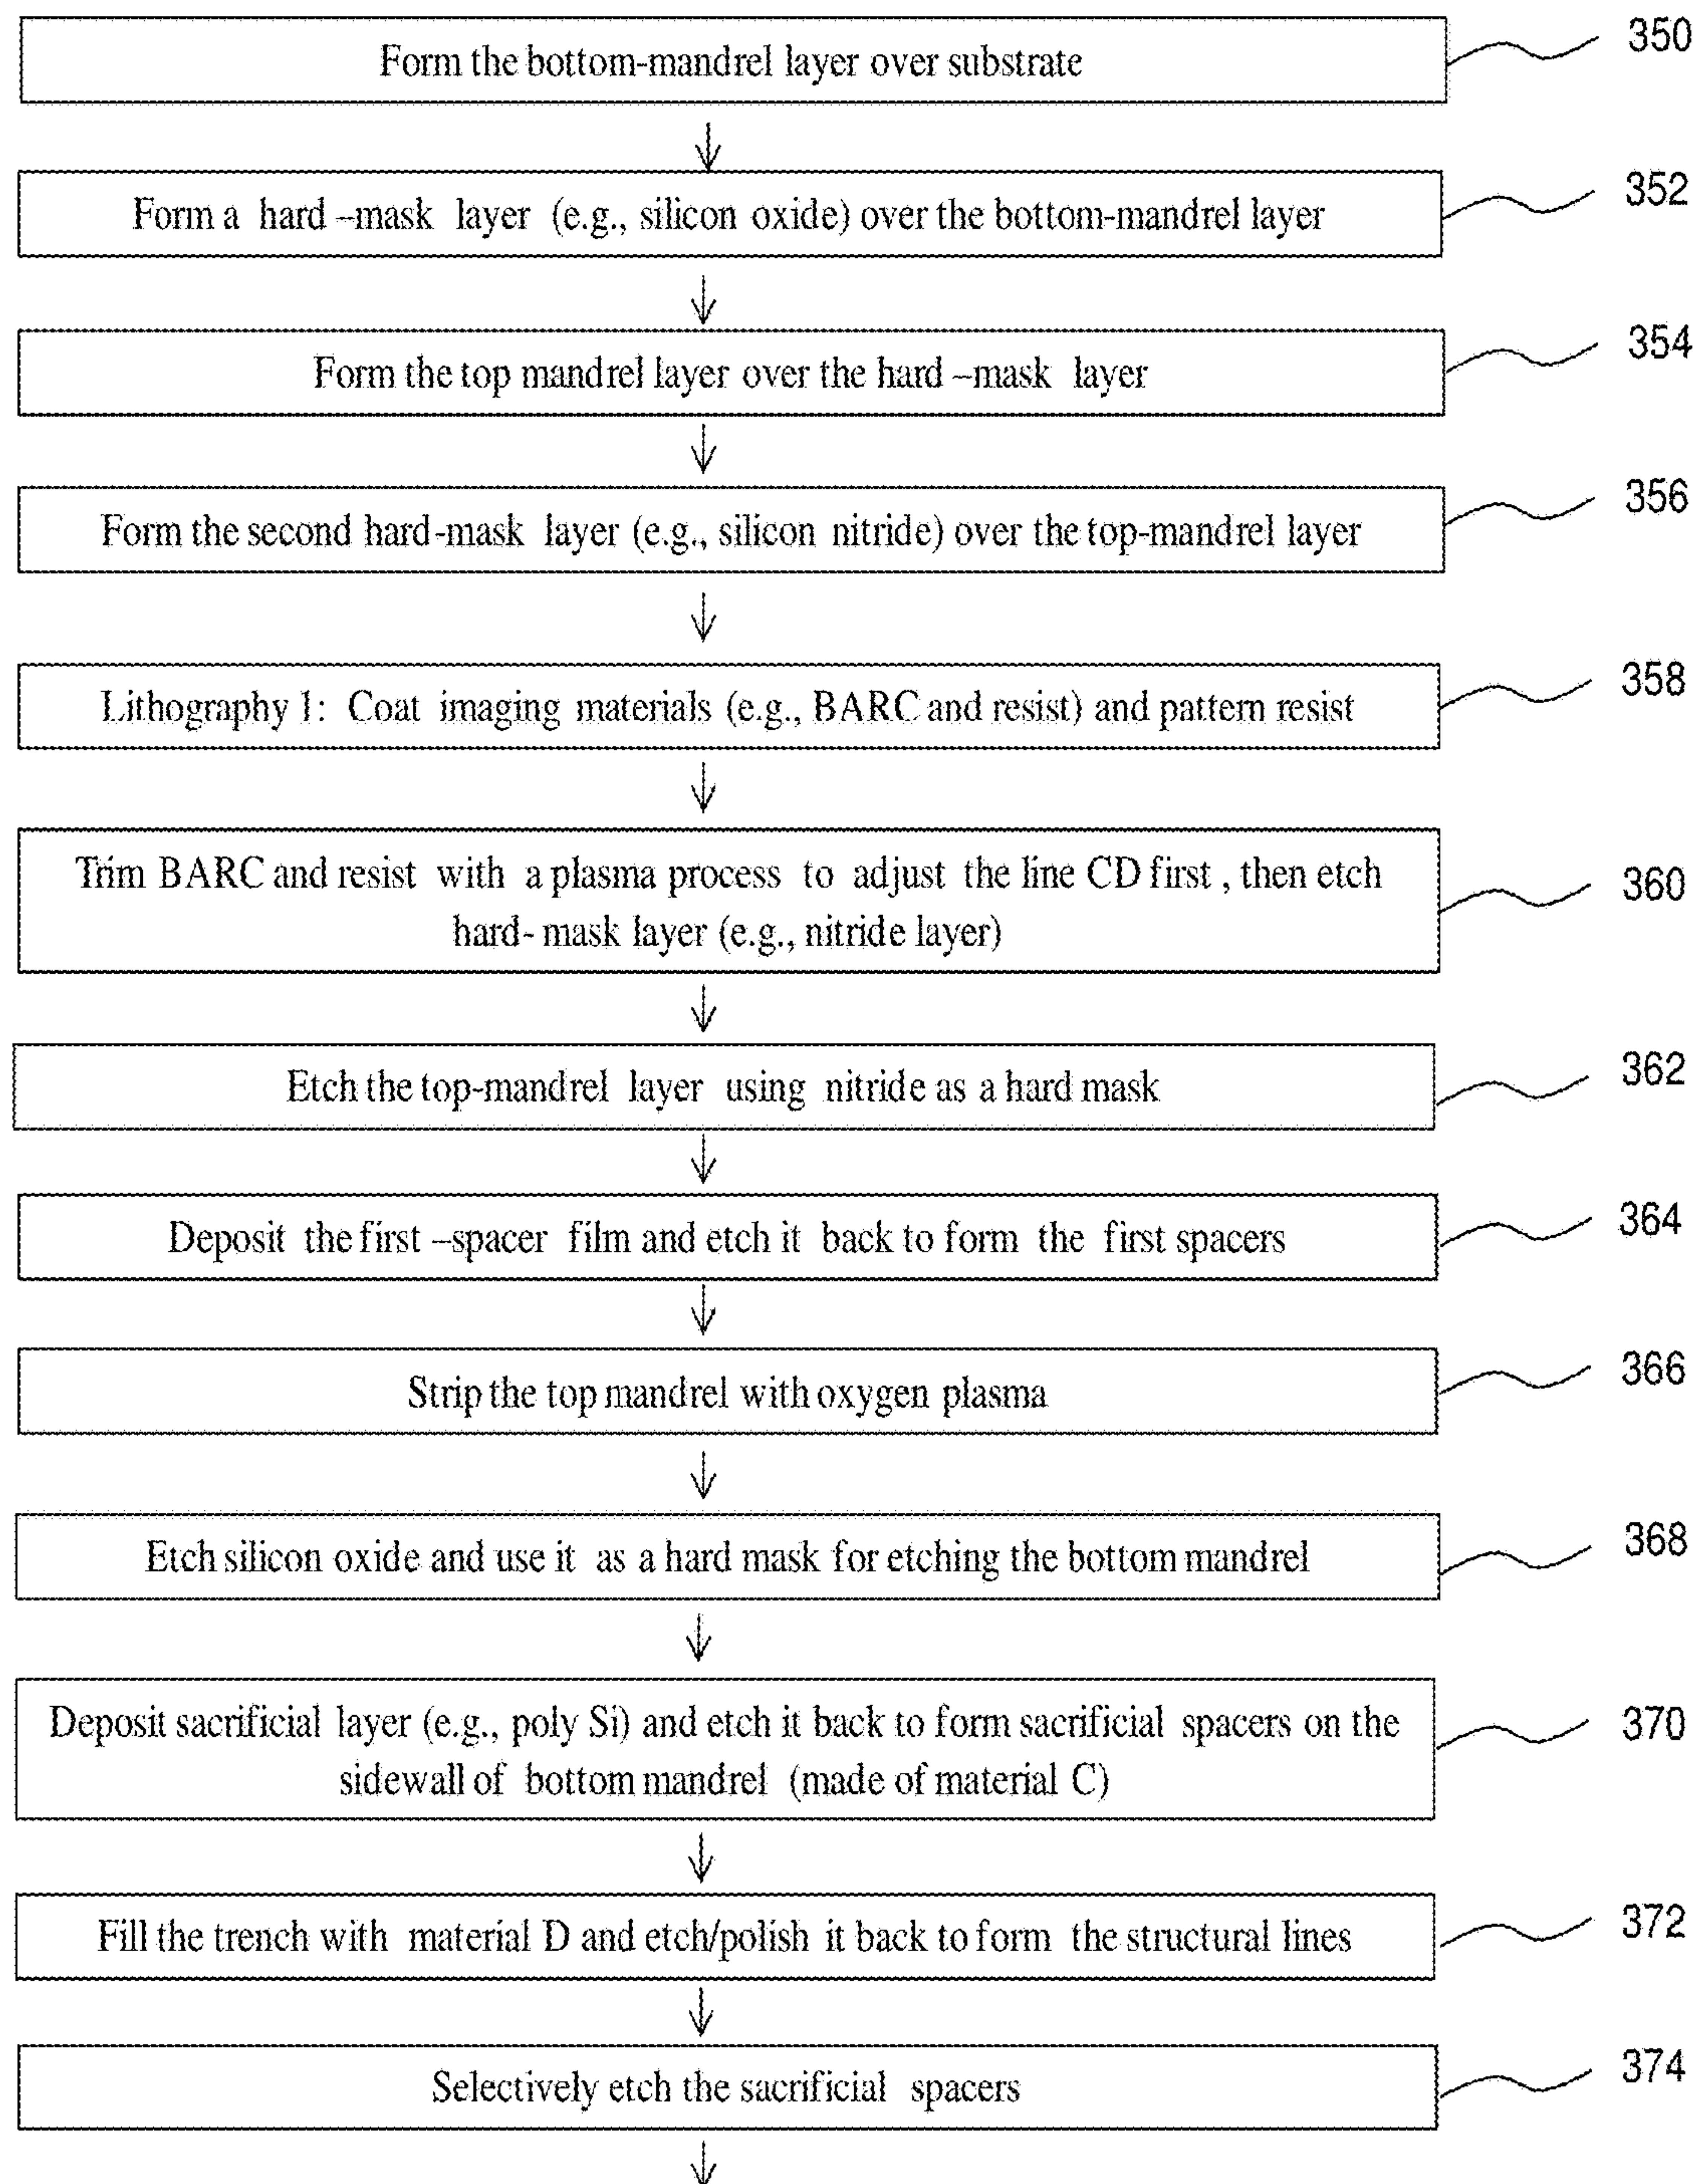 Form the bottom-mandrel layer over substrate
350
Form a hard –mask layer (e.g., silicon oxide) over the bottom-mandrel layer
352
Form the top mandrel layer over the hard –mask layer
354
Form the second hard-mask layer (e.g., silicon nitride) over the top-mandrel layer
356
Lithography 1: Coat imaging materials (e.g., BARC and resist) and pattern resist
358
Trim BARC and resist with a plasma process to adjust the line CD first , then etch
hard- mask layer (e.g., nitride layer)
360
Etch the top-mandrel layer using nitride as a hard mask
362
Deposit the first –spacer film and etch it back to form the first spacers
364
Strip the top mandrel with oxygen plasma
366
Etch silicon oxide and use it as a hard mask for etching the bottom mandrel
368
Deposit sacrificial layer (e.g., poly Si) and etch it back to form sacrificial spacers on the
sidewall of bottom mandrel (made of material C)
370
Fill the trench with material D and etch/polish it back to form the structural lines
372
Selectively etch the sacrificial spacers
374